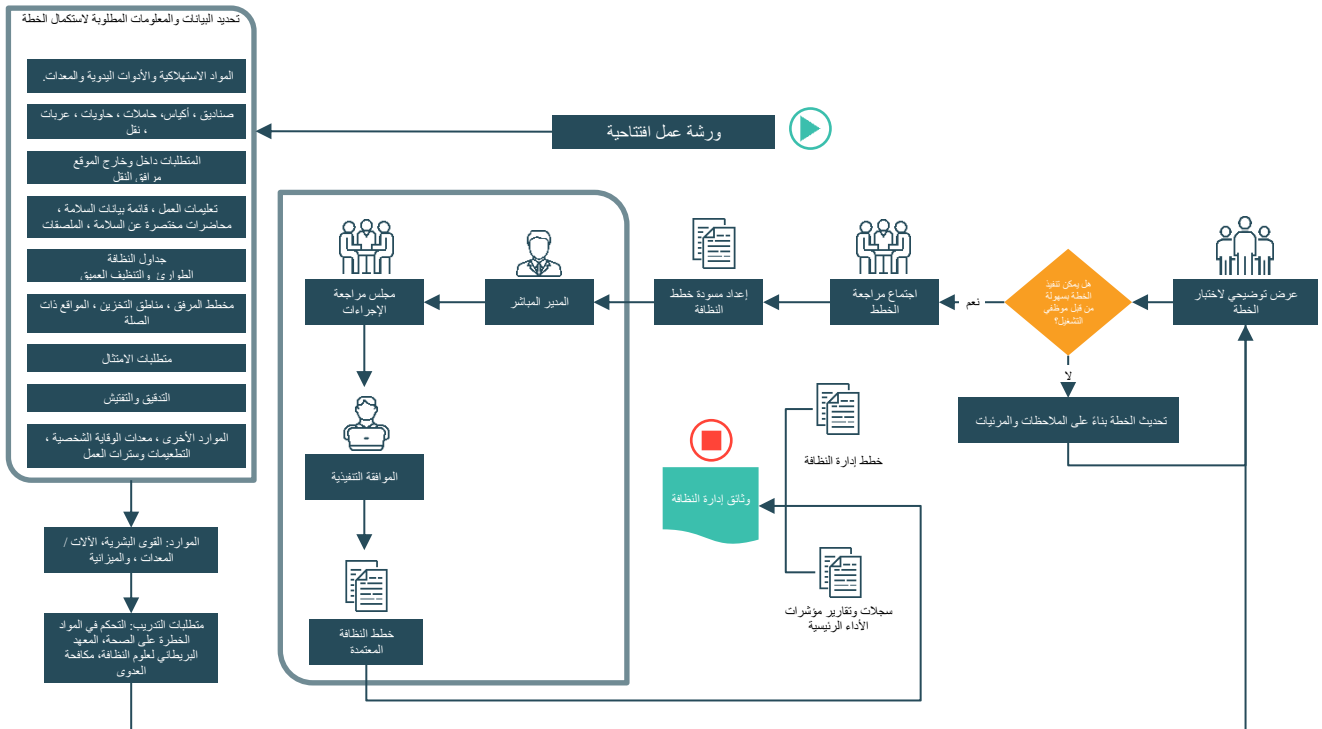 تحديد البيانات والمعلومات المطلوبة لاستكمال الخطة
المواد الاستهلاكية والأدوات اليدوية والمعدات.
صناديق ، أكياس، حاملات ، حاويات ، عربات
، نقل
المتطلبات داخل وخارج الموقع
مرافق النقل
تعليمات العمل ، قائمة بيانات السلامة ،
محاضرات مختصرة عن السلامة ، الملصقات
جداول النظافة
الطوارئ والتنظيف العميق
مخطط المرفق ، مناطق التخزين ، المواقع ذات
الصلة
متطلبات الامتثال
التدقيق والتفتيش
الموارد الأخرى ، معدات الوقاية الشخصية ،
التطعيمات وسترات العمل
الموارد: القوى البشرية، الآلات /
المعدات ، والميزانية
متطلبات التدريب: التحكم في المواد
الخطرة على الصحة، المعهد
البريطاني لعلوم النظافة، مكافحة
العدوى
ورشة عمل افتتاحية
عرض توضيحي لاختبار
الخطة
هل يمكن تنفيذ
الخطة بسهولة
من قبل موظفي
التشغيل؟
نعم
لا
تحديث الخطة بناءً على الملاحظات والمرئيات
اجتماع مراجعة
الخطط
إعداد مسودة خطط
النظافة
المدير المباشر
مجلس مراجعة
الإجراءات
الموافقة التنفيذية
خطط النظافة
المعتمدة
خطط إدارة النظافة
وثائق إدارة النظافة
سجلات وتقارير مؤشرات
الأداء الرئيسية